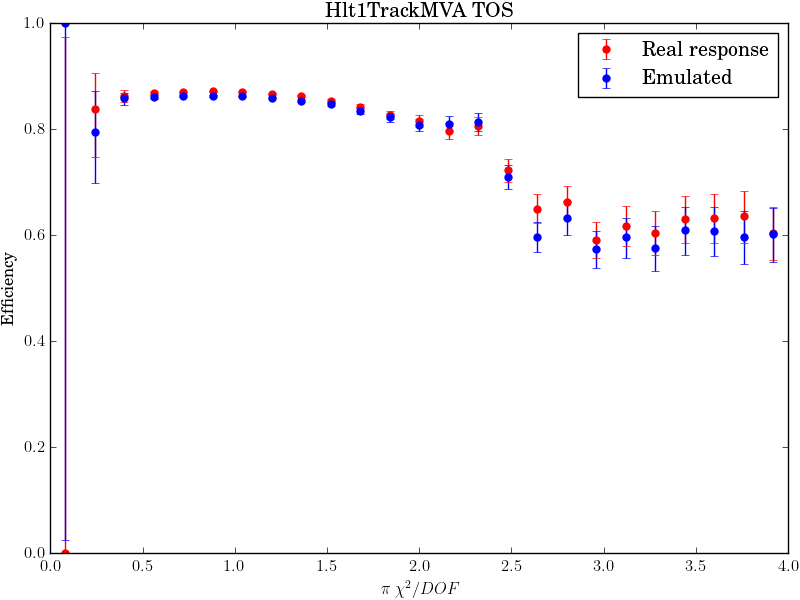 Hlt1TrackMVA TOS
Real response
Emulated
1.0
0.8
0.6
0.4
0.2
0.0
Efficiency
0.0 0.5 1.0 1.5 2.0 2.5 3.0 3.5 4.0
π χ²/DOF